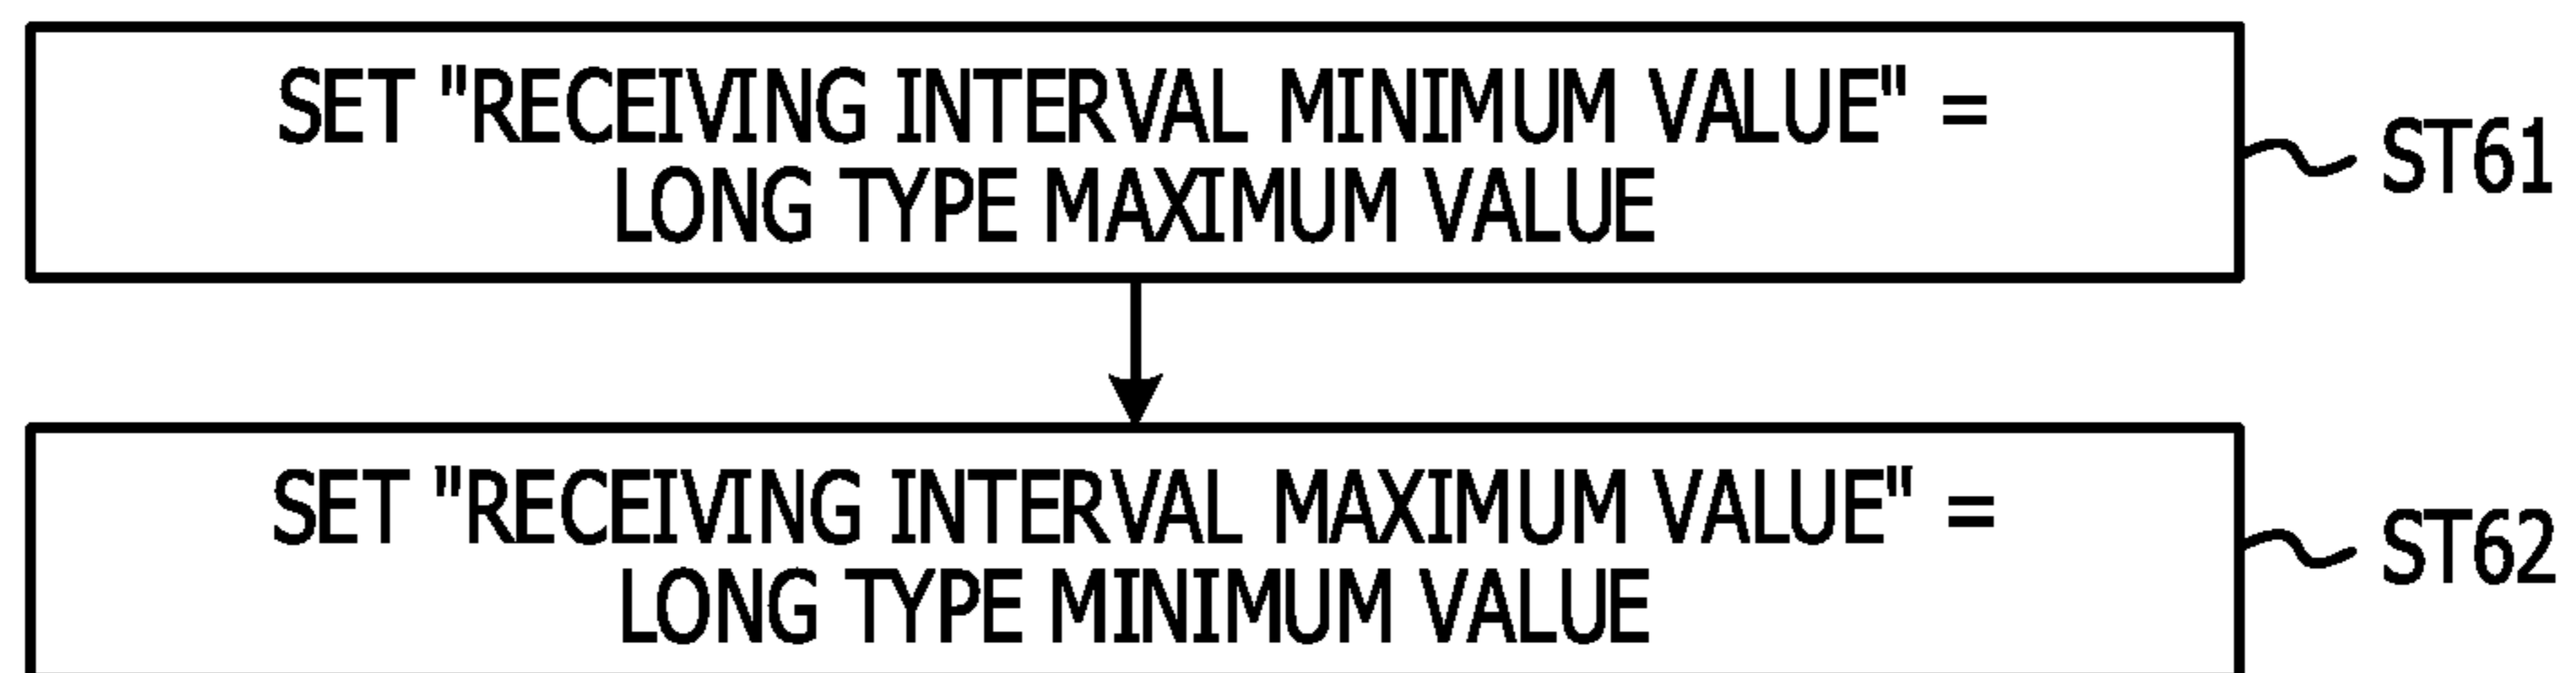 SET "RECEIVING INTERVAL MINIMUM VALUE" =
LONG TYPE MAXIMUM VALUE
ST61
SET "RECEIVING INTERVAL MAXIMUM VALUE" =
LONG TYPE MINIMUM VALUE
ST62